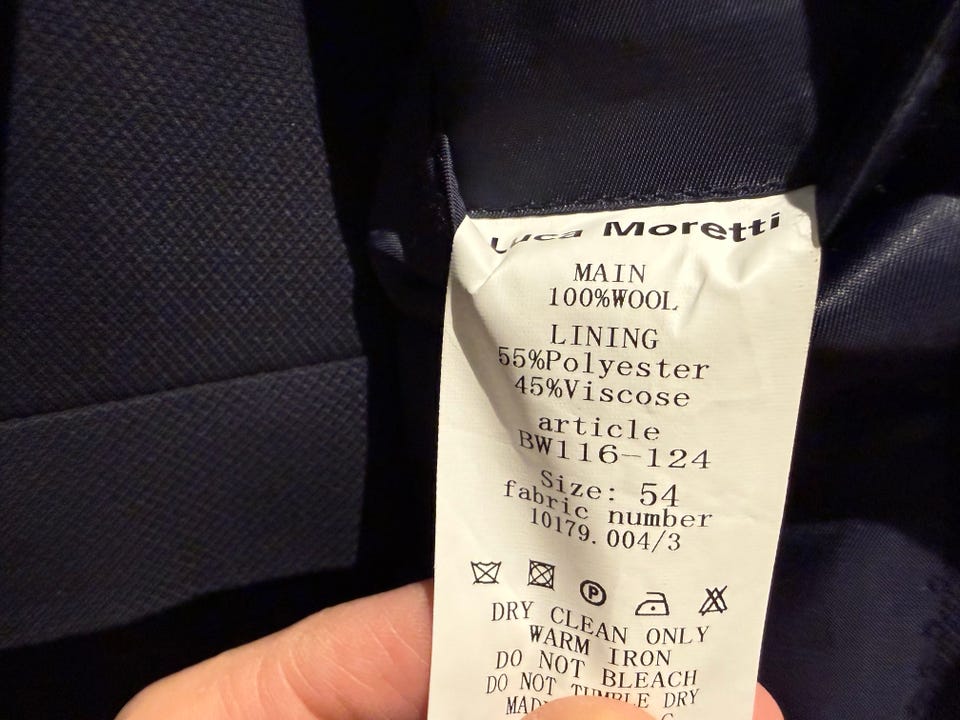 Luca Moretti
MAIN
100%WOOL
LINING
55%Polyester
45%Viscose
article
BW116-124
Size: 54
fabric number
10179.004/3
P
DRY CLEAN ONLY
WARM IRON
DO NOT BLEACH
DO NOT TUMBLE DRY